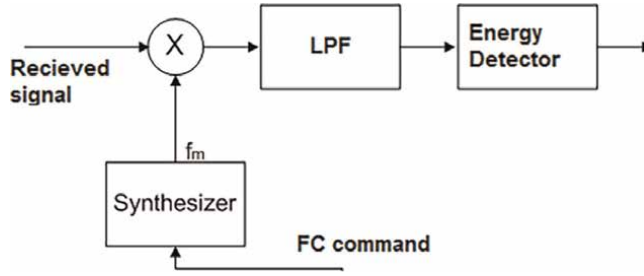 X
LPF
Energy
Detector
Recieved
signal
fm
Synthesizer
FC command